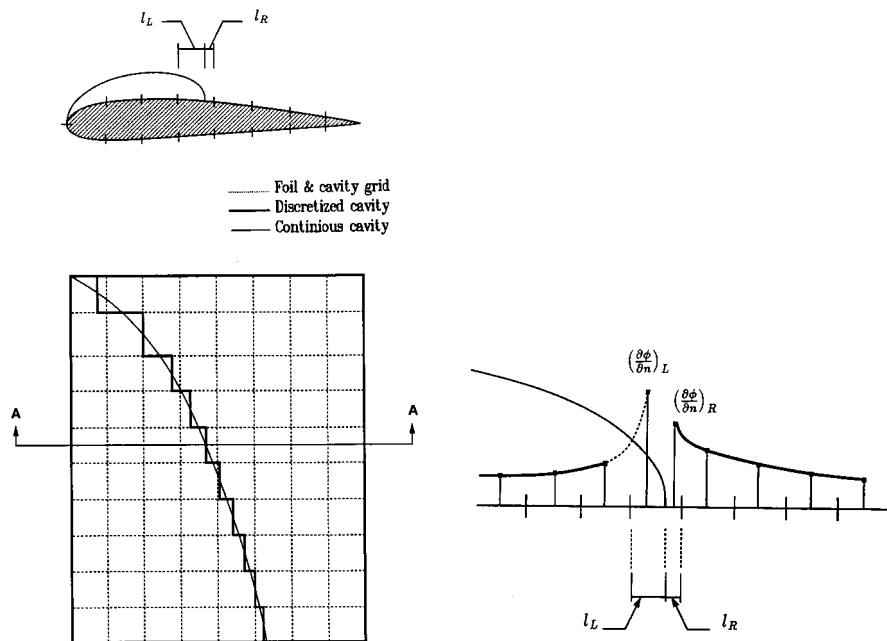 l_L l_R
Foil & cavity grid
Discretized cavity
Continious cavity
A A
(∂φ/∂n)_L
(∂φ/∂n)_R
l_L l_R